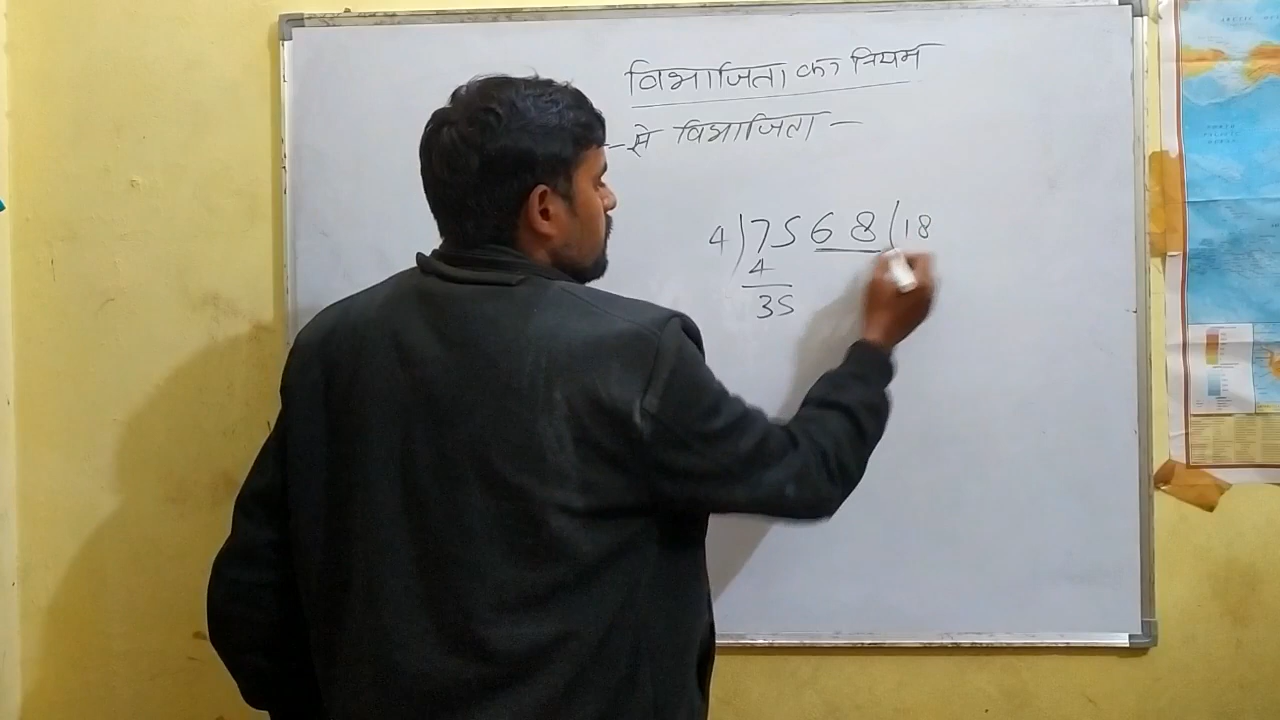 विभाजिता का नियम
से विभाजिता —
4)7568(18
4
35